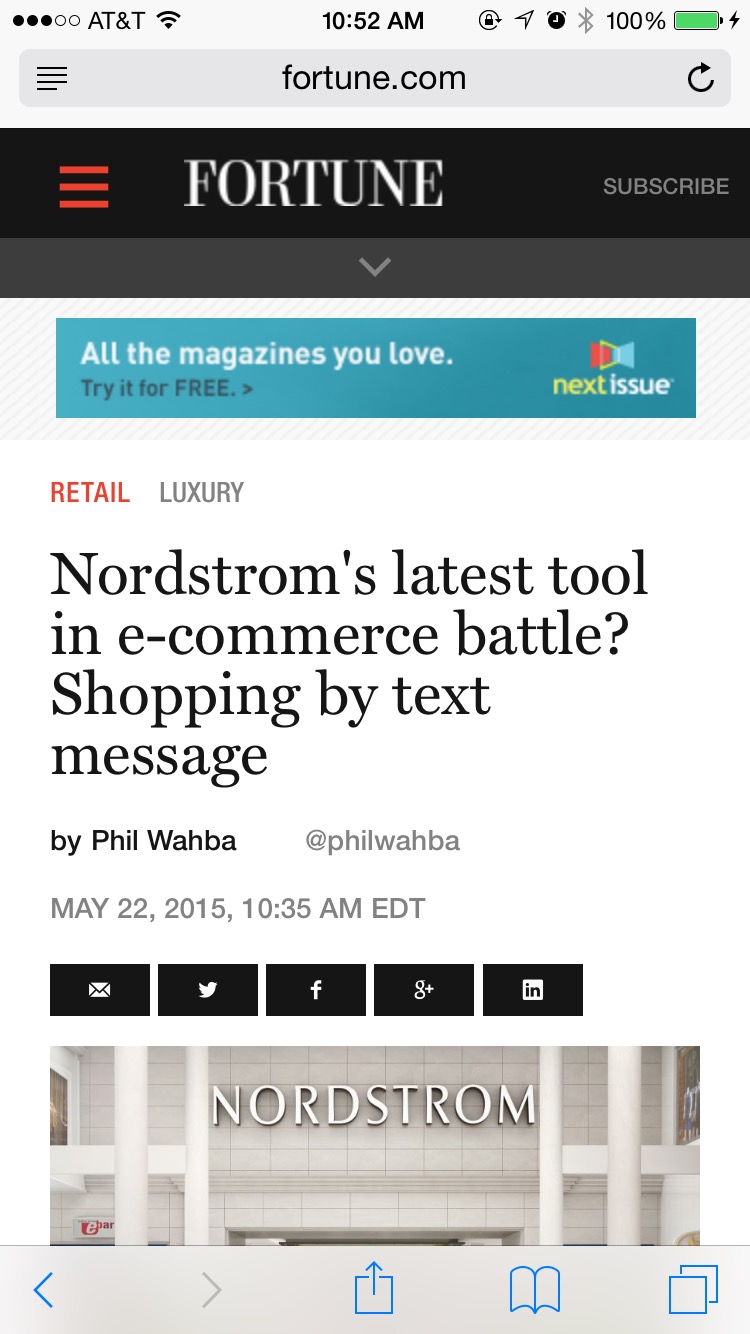 AT&T 10:52 AM 100%
fortune.com
FORTUNE SUBSCRIBE
All the magazines you love.
Try it for FREE. >
nextissue
RETAIL LUXURY
Nordstrom's latest tool
in e-commerce battle?
Shopping by text
message
by Phil Wahba @philwahba
MAY 22, 2015, 10:35 AM EDT
f g+ in
NORDSTROM
ebar